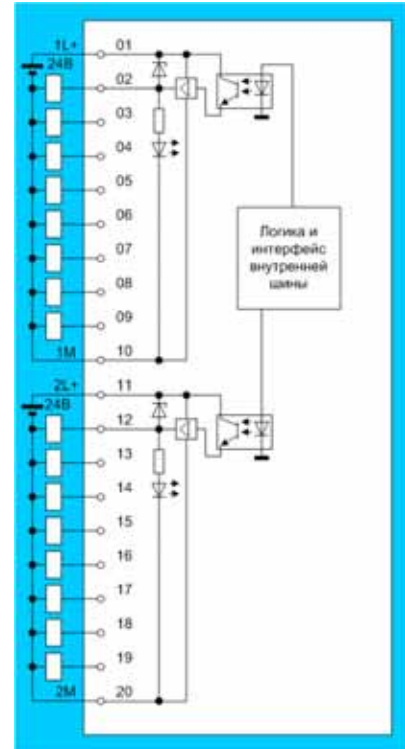 1L+ 01
24В
02
03
04
05
06
07
08
09
1M 10
Логика и
интерфейс
внутренней
шины
2L+ 11
24В
12
13
14
15
16
17
18
19
2M 20